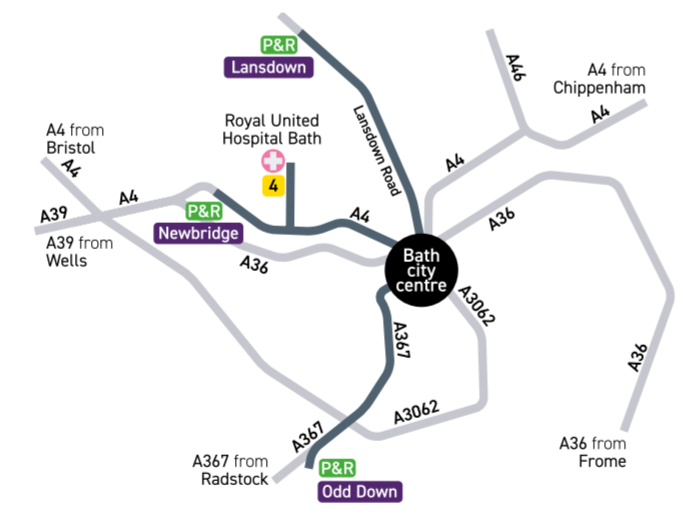 P&R
Lansdown
A46
A4 from
Chippenham
A4
Royal United
Hospital Bath
4
Lansdown Road
A4
A4 from
Bristol
A4
A4
A39
P&R
Newbridge
A4
A36
A39 from
Wells
A36
Bath
city
centre
A3062
A367
A36
A3062
A367
A367 from
Radstock
P&R
Odd Down
A36 from
Frome